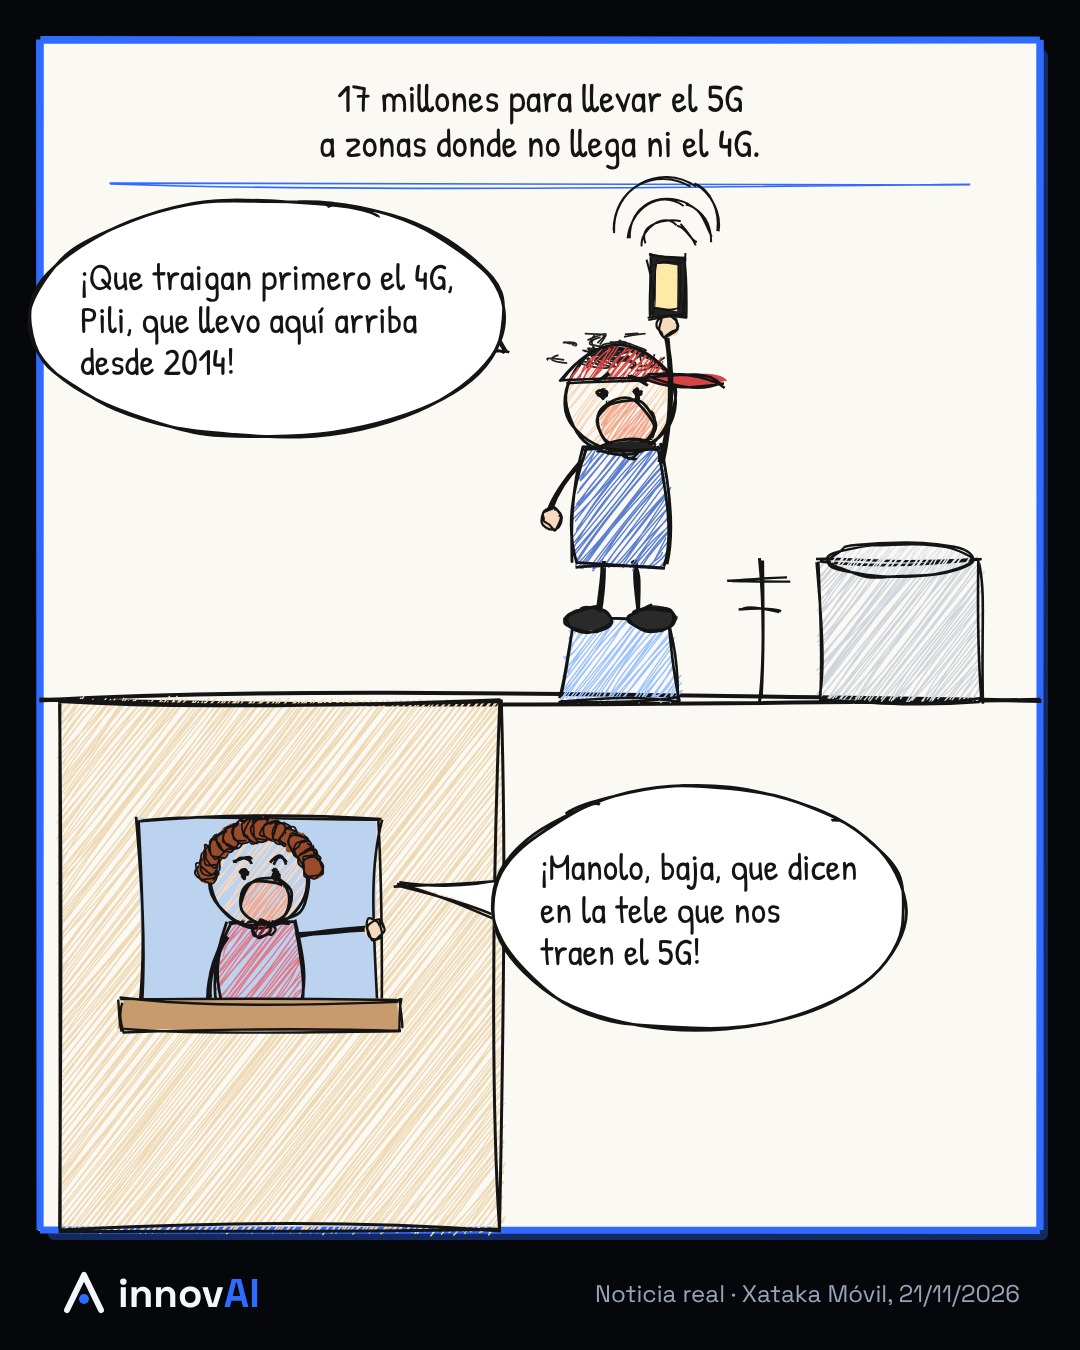 17 millones para llevar el 5G
a zonas donde no llega ni el 4G.
¡Que traigan primero el 4G,
Pili, que llevo aquí arriba
desde 2014!
¡Manolo, baja, que dicen
en la tele que nos
traen el 5G!
innovAI
Noticia real · Xataka Móvil, 21/11/2026